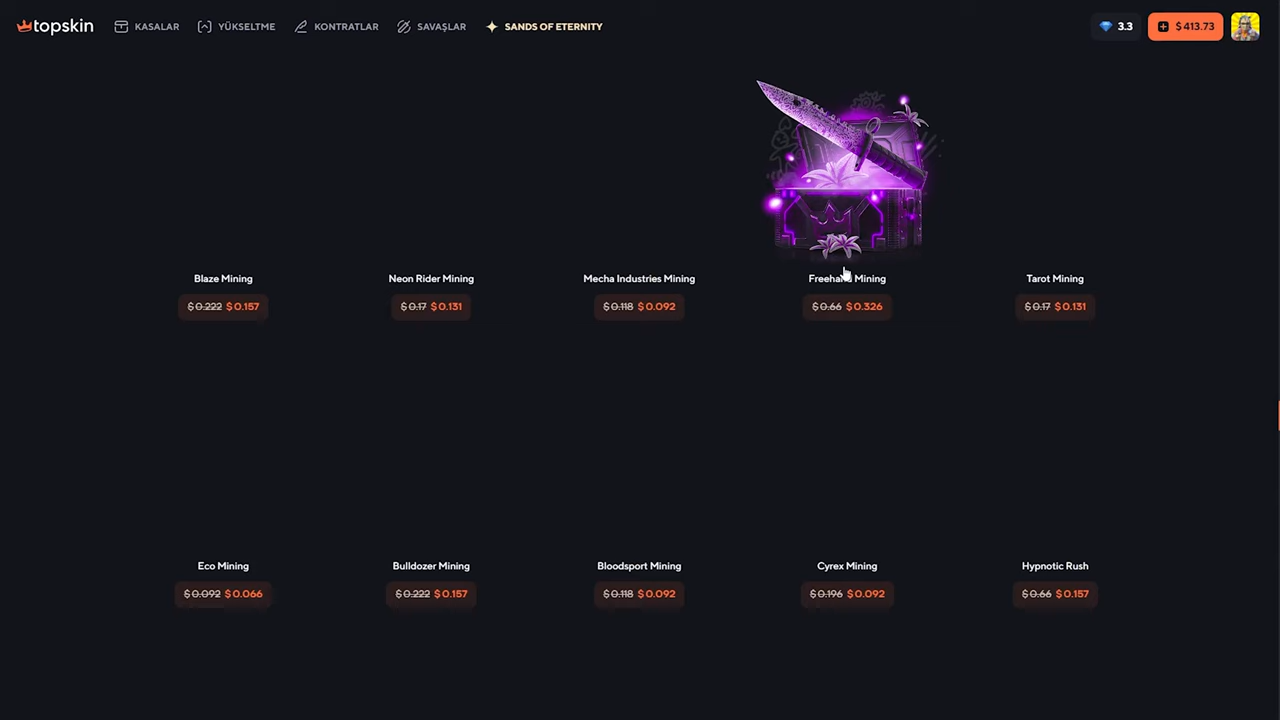 topskin KASALAR YÜKSELTME KONTRATLAR SAVAŞLAR SANDS OF ETERNITY 3.3 $ 413.73
Blaze Mining Neon Rider Mining Mecha Industries Mining Freehand Mining Tarot Mining
$ 0.222 $ 0.157 $ 0.17 $ 0.131 $ 0.118 $ 0.092 $ 0.66 $ 0.326 $ 0.17 $ 0.131
Eco Mining Bulldozer Mining Bloodsport Mining Cyrex Mining Hypnotic Rush
$ 0.092 $ 0.066 $ 0.222 $ 0.157 $ 0.118 $ 0.092 $ 0.196 $ 0.092 $ 0.66 $ 0.157